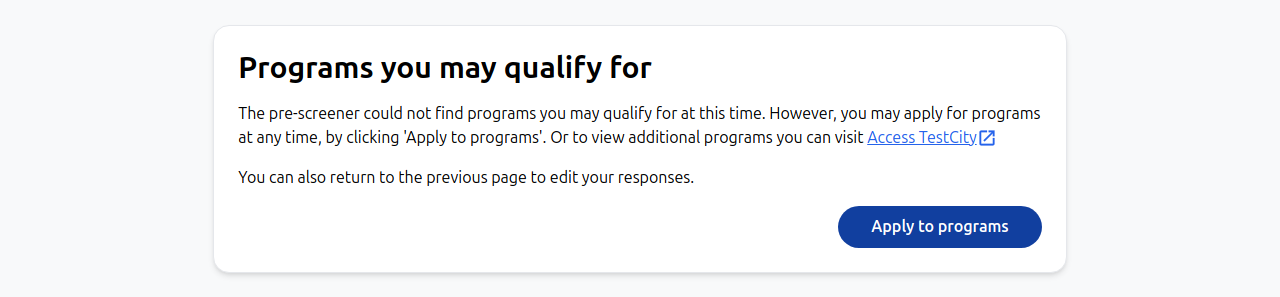 Programs you may qualify for
The pre-screener could not find programs you may qualify for at this time. However, you may apply for programs
at any time, by clicking 'Apply to programs'. Or to view additional programs you can visit Access TestCity
You can also return to the previous page to edit your responses.
Apply to programs